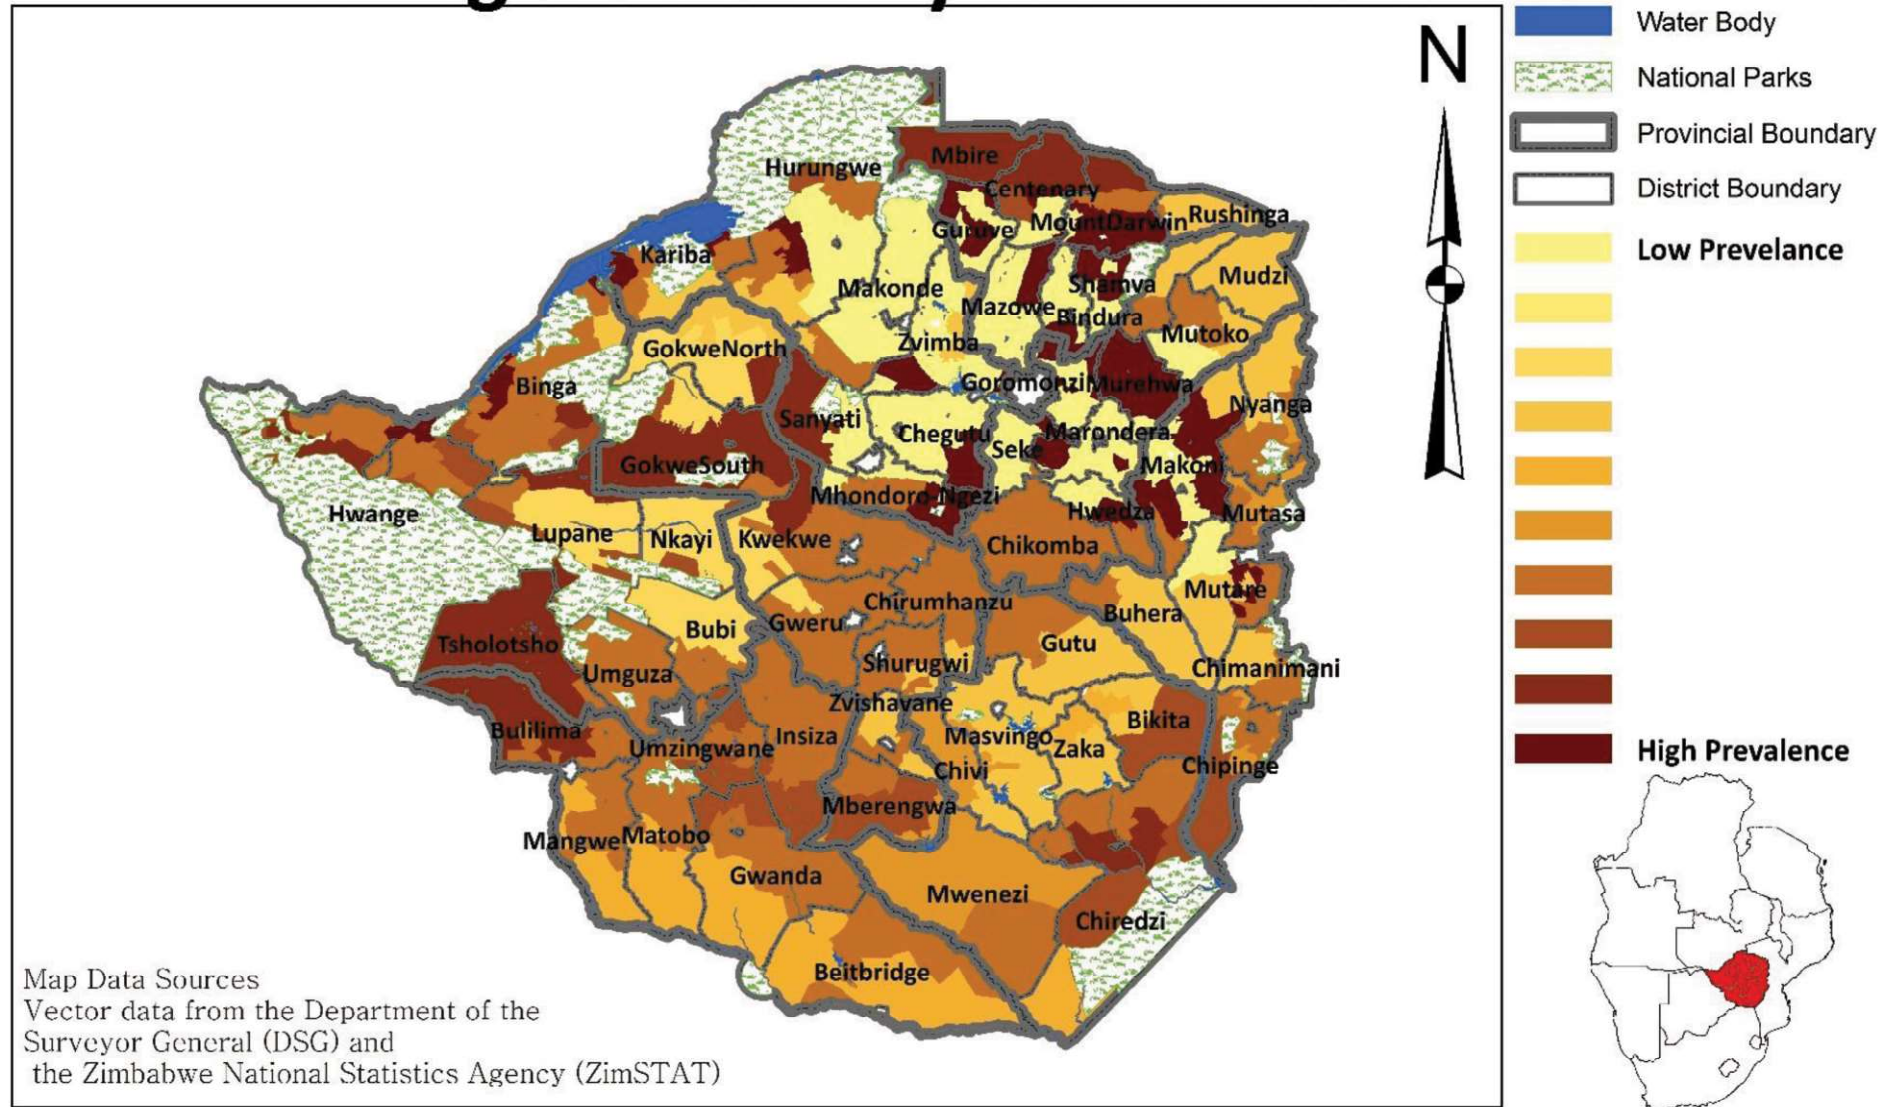 N
Water Body
National Parks
Provincial Boundary
District Boundary
Low Prevelance
High Prevalence
Mbire
Hurungwe
Centenary
Rushinga
MountDarwin
Guruve
Kariba
Mudzi
Shamva
Makonde
Mazowe
Bindura
Mutoko
Zvimba
GokweNorth
Binga
Goromonzi
Murehwa
Nyanga
Sanyati
Chegutu
Marondera
Seke
GokweSouth
Makoni
Mhondoro-Ngezi
Hwange
Hwedza
Mutasa
Lupane
Nkayi
Kwekwe
Chikomba
Mutare
Chirumhanzu
Buhera
Gweru
Bubi
Tsholotsho
Gutu
Shurugwi
Chimanimani
Umguza
Zvishavane
Bikita
Bulilima
Insiza
Masvingo
Umzingwane
Zaka
Chivi
Chipinge
Mberengwa
Mangwe
Matobo
Gwanda
Mwenezi
Chiredzi
Beitbridge
Map Data Sources
Vector data from the Department of the
Surveyor General (DSG) and
the Zimbabwe National Statistics Agency (ZimSTAT)